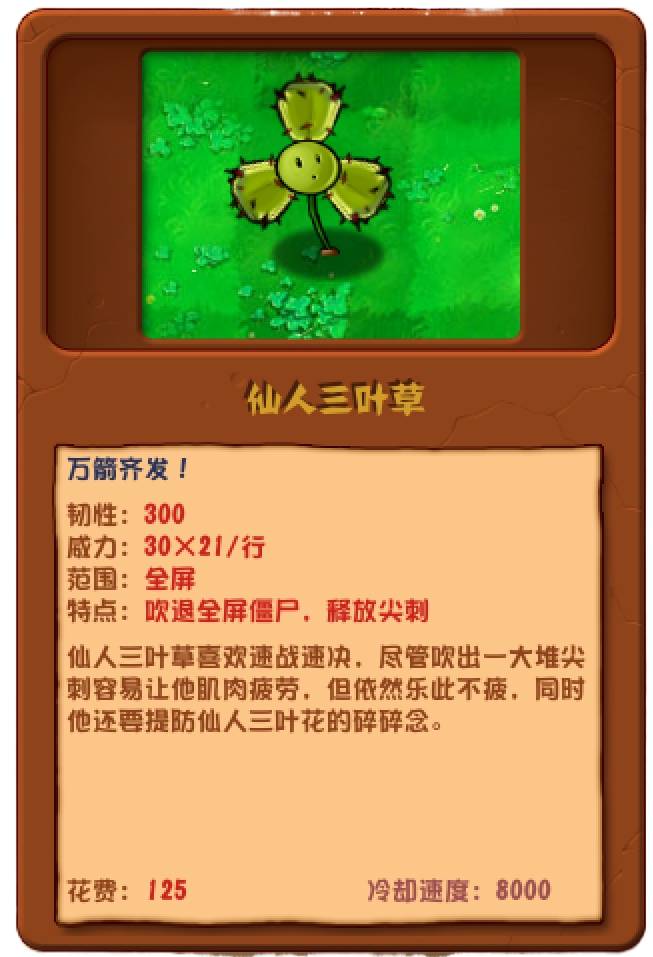 仙人三叶草
万箭齐发！
韧性：300
威力：30×21/行
范围：全屏
特点：吹退全屏僵尸，释放尖刺
仙人三叶草喜欢速战速决，尽管吹出一大堆尖
刺容易让他肌肉疲劳，但依然乐此不疲，同时
他还要提防仙人三叶花的碎碎念。
花费：125 冷却速度：8000